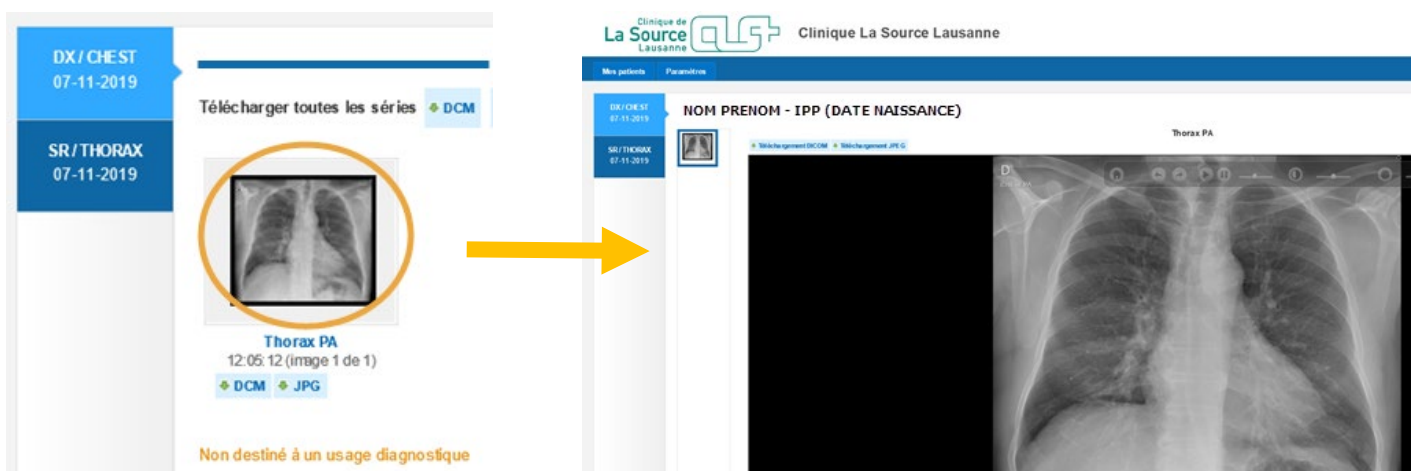 DX / CHEST
07-11-2019
SR / THORAX
07-11-2019
Télécharger toutes les séries DCM
Thorax PA
12:05:12 (image 1 de 1)
DCM JPG
Non destiné à un usage diagnostique
Clinique de
La Source
Lausanne
Clinique La Source Lausanne
Mes patients Paramètres
DX / CHEST
07-11-2019
SR / THORAX
07-11-2019
NOM PRENOM - IPP (DATE NAISSANCE)
Thorax PA
Téléchargement DICOM Téléchargement JPEG
D